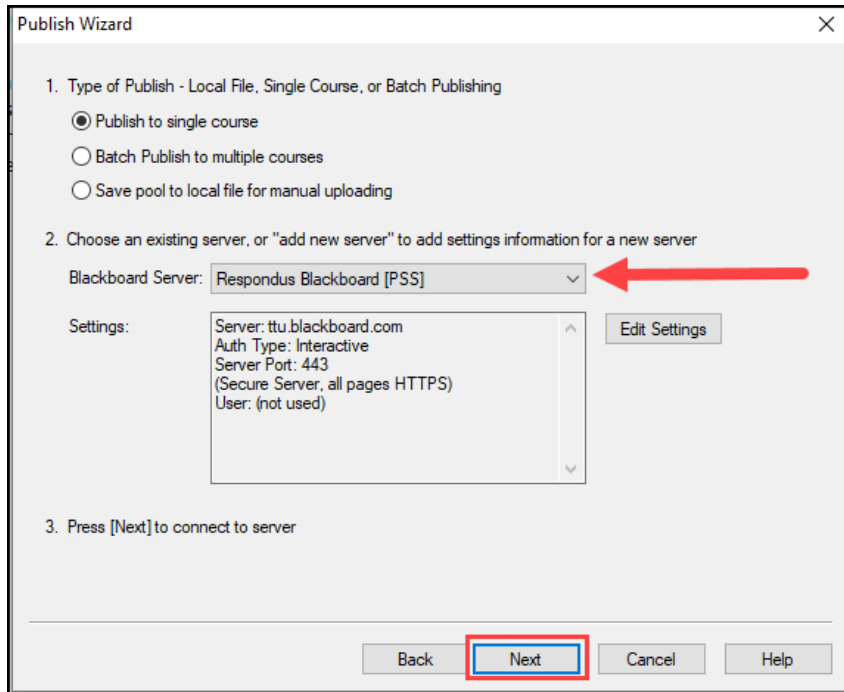 Publish Wizard
1. Type of Publish - Local File, Single Course, or Batch Publishing
Publish to single course
Batch Publish to multiple courses
Save pool to local file for manual uploading
2. Choose an existing server, or "add new server" to add settings information for a new server
Blackboard Server: Respondus Blackboard [PSS]
Settings:
Server: ttu.blackboard.com
Auth Type: Interactive
Server Port: 443
(Secure Server, all pages HTTPS)
User: (not used)
Edit Settings
3. Press [Next] to connect to server
Back Next Cancel Help